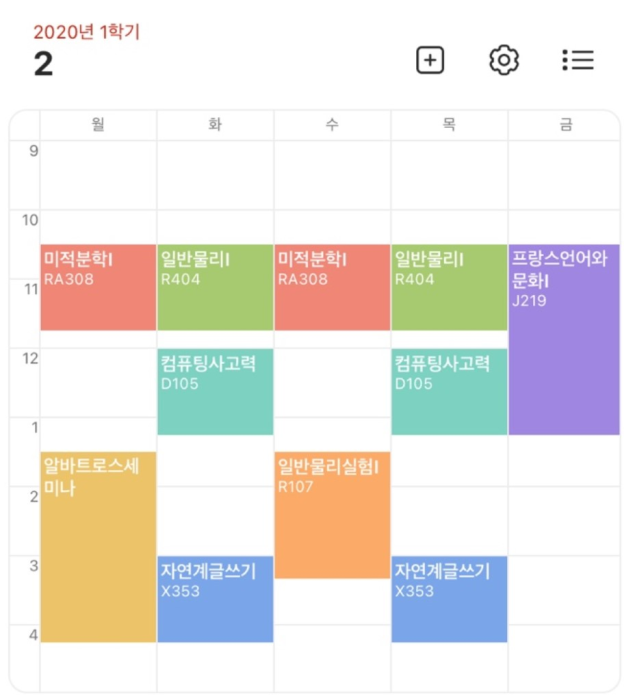 2020년 1학기
2
월 화 수 목 금
9
10
미적분학I
RA308
일반물리I
R404
미적분학I
RA308
일반물리I
R404
프랑스언어와
문화I
J219
11
12
컴퓨팅사고력
D105
컴퓨팅사고력
D105
1
알바트로스세
미나
일반물리실험I
R107
2
3
자연계글쓰기
X353
자연계글쓰기
X353
4